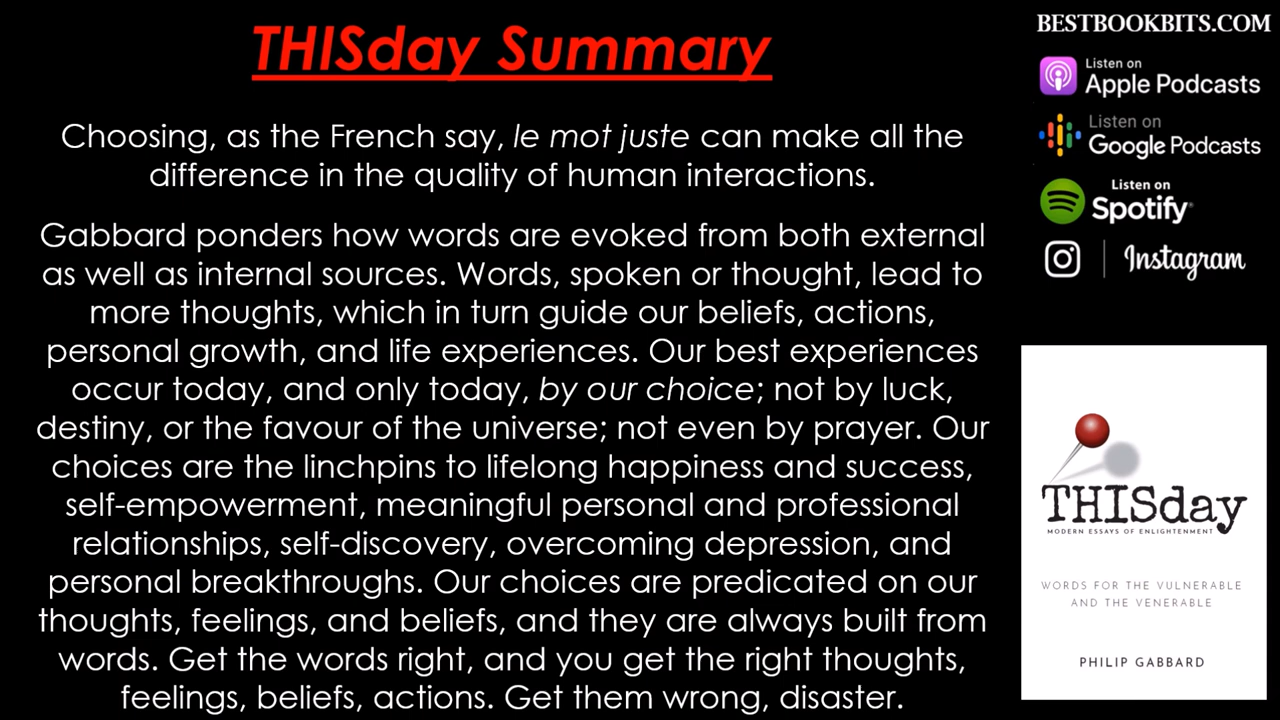 THISday Summary
Choosing, as the French say, le mot juste can make all the
difference in the quality of human interactions.
Gabbard ponders how words are evoked from both external
as well as internal sources. Words, spoken or thought, lead to
more thoughts, which in turn guide our beliefs, actions,
personal growth, and life experiences. Our best experiences
occur today, and only today, by our choice; not by luck,
destiny, or the favour of the universe; not even by prayer. Our
choices are the linchpins to lifelong happiness and success,
self-empowerment, meaningful personal and professional
relationships, self-discovery, overcoming depression, and
personal breakthroughs. Our choices are predicated on our
thoughts, feelings, and beliefs, and they are always built from
words. Get the words right, and you get the right thoughts,
feelings, beliefs, actions. Get them wrong, disaster.
BESTBOOKBITS.COM
Listen on
Apple Podcasts
Listen on
Google Podcasts
Listen on
Spotify
Instagram
THISday
MODERN ESSAYS OF ENLIGHTENMENT
WORDS FOR THE VULNERABLE
AND THE VENERABLE
PHILIP GABBARD